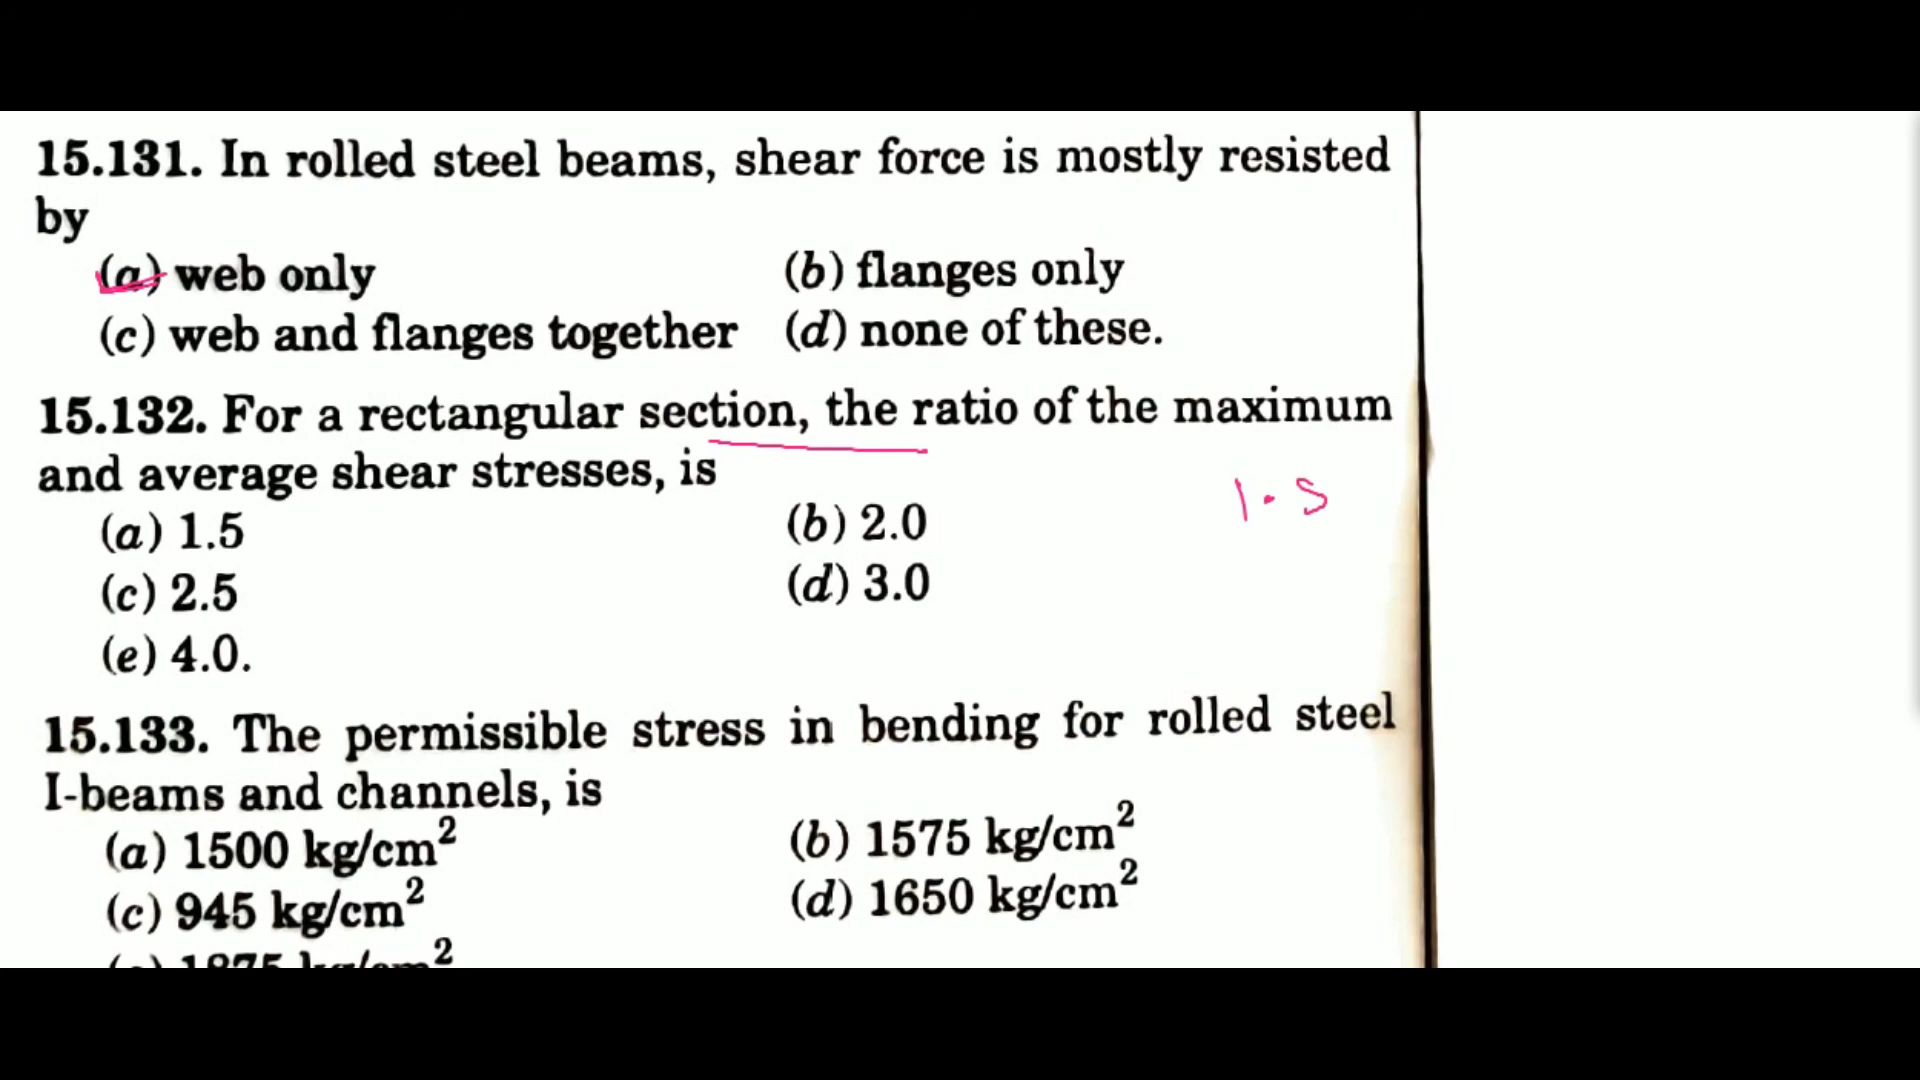 15.131. In rolled steel beams, shear force is mostly resisted
by
(a) web only (b) flanges only
(c) web and flanges together (d) none of these.
15.132. For a rectangular section, the ratio of the maximum
and average shear stresses, is
1.5
(a) 1.5 (b) 2.0
(c) 2.5 (d) 3.0
(e) 4.0.
15.133. The permissible stress in bending for rolled steel
I-beams and channels, is
(a) 1500 kg/cm² (b) 1575 kg/cm²
(c) 945 kg/cm² (d) 1650 kg/cm²